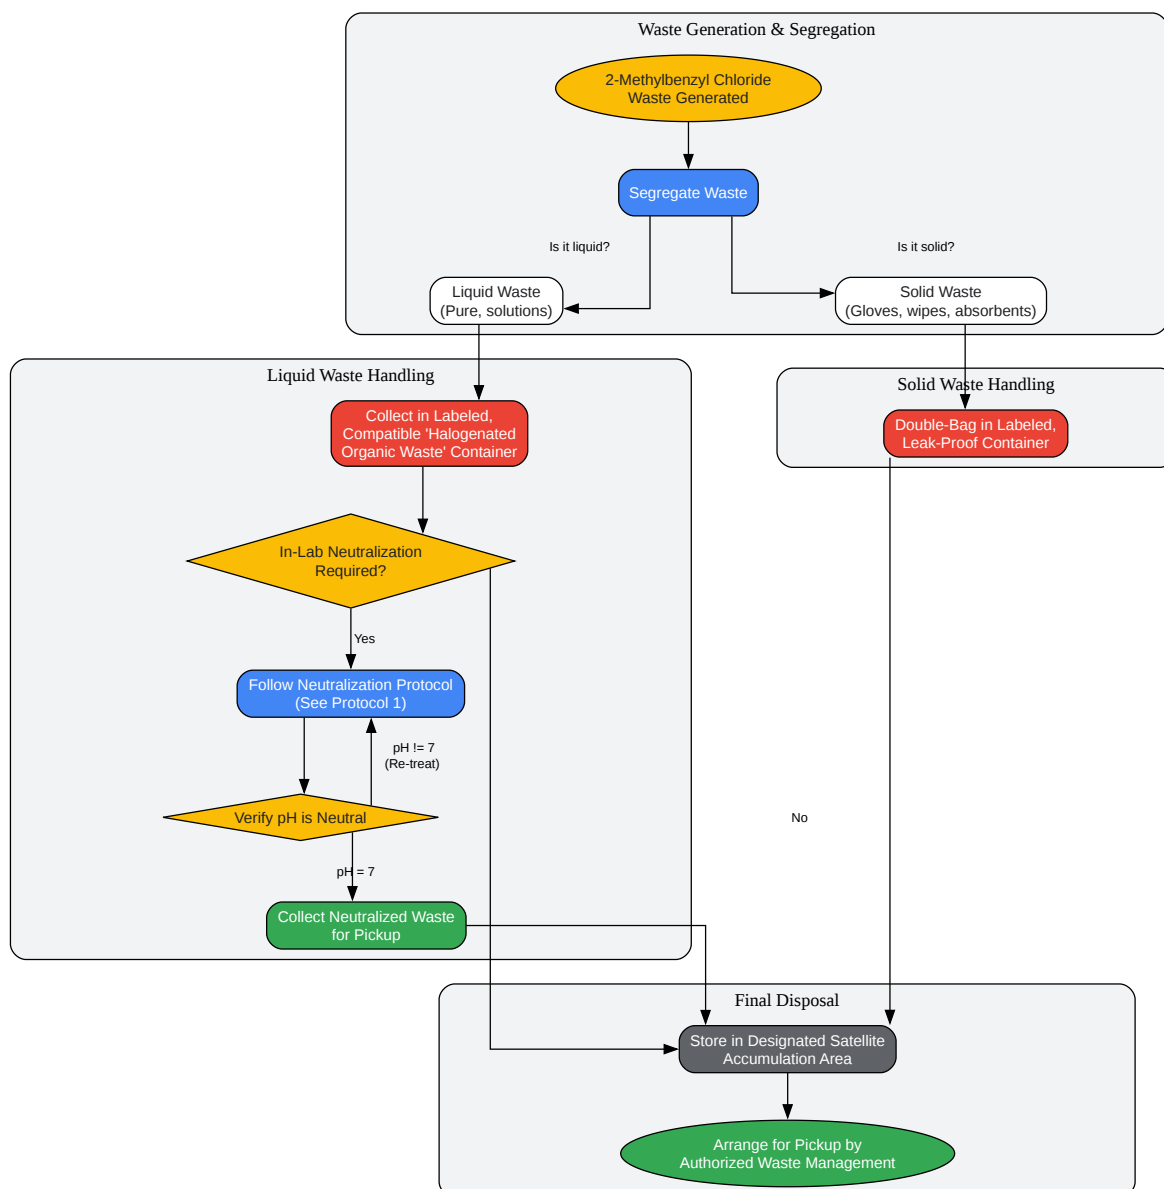 Waste Generation & Segregation
2-Methylbenzyl Chloride
Waste Generated
Segregate Waste
Is it liquid?
Is it solid?
Liquid Waste
(Pure, solutions)
Solid Waste
(Gloves, wipes, absorbents)
Liquid Waste Handling
Solid Waste Handling
Collect in Labeled,
Compatible 'Halogenated
Organic Waste' Container
Double-Bag in Labeled,
Leak-Proof Container
In-Lab Neutralization
Required?
Yes
Follow Neutralization Protocol
(See Protocol 1)
pH != 7
(Re-treat)
Verify pH is Neutral
No
pH = 7
Collect Neutralized Waste
for Pickup
Final Disposal
Store in Designated Satellite
Accumulation Area
Arrange for Pickup by
Authorized Waste Management